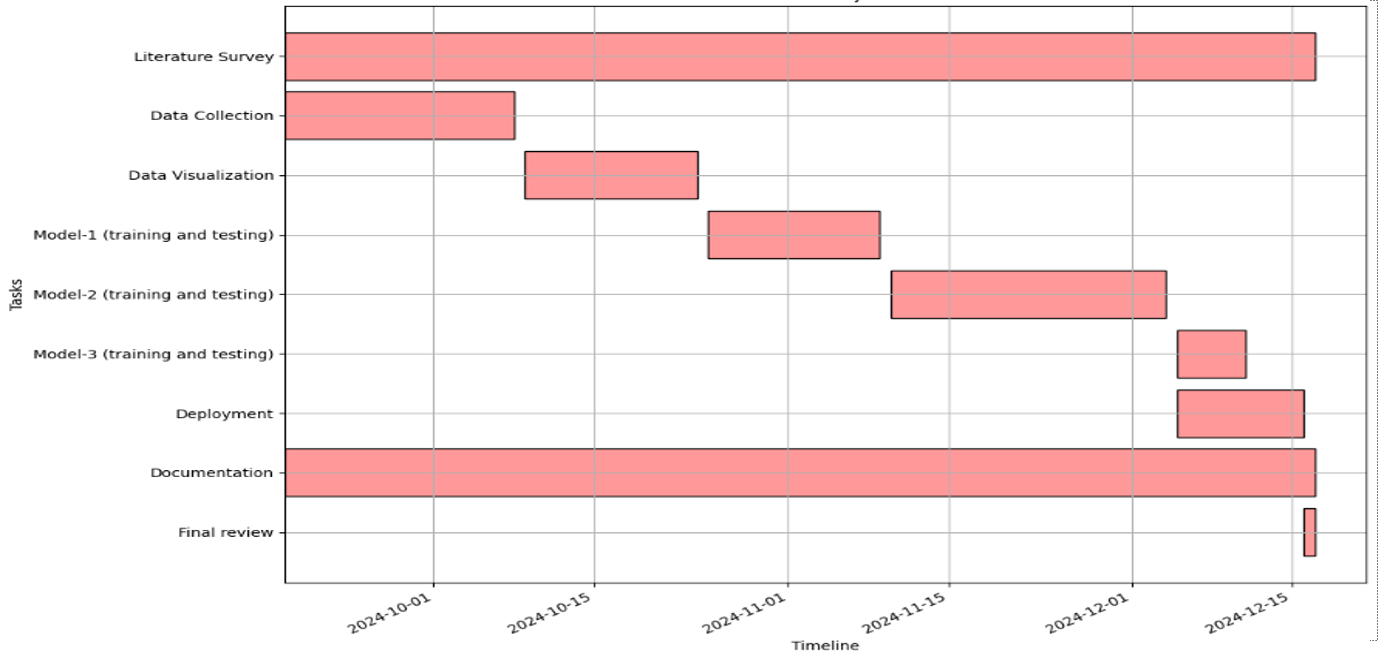 Literature Survey
Data Collection
Data Visualization
Model-1 (training and testing)
Model-2 (training and testing)
Model-3 (training and testing)
Deployment
Documentation
Final review
Tasks
2024-10-01
2024-10-15
2024-11-01
2024-11-15
2024-12-01
2024-12-15
Timeline